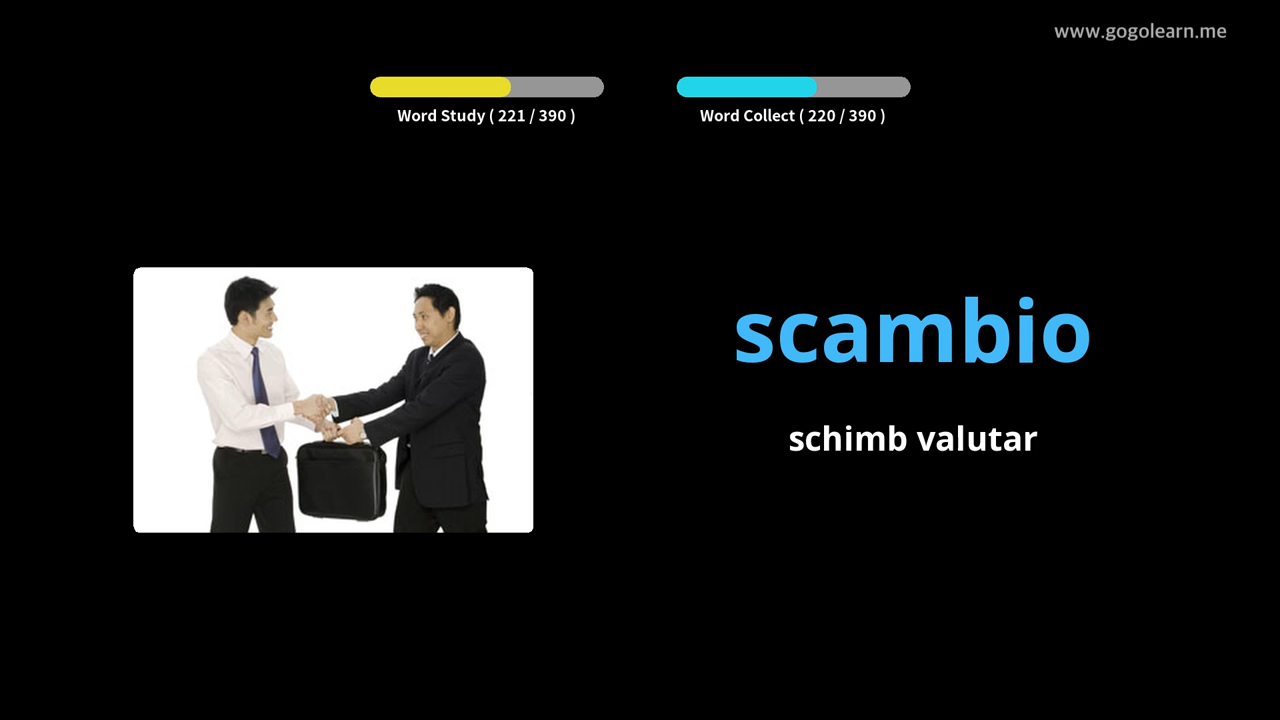 www.gogolearn.me
Word Study ( 221 / 390 )
Word Collect ( 220 / 390 )
scambio
schimb valutar